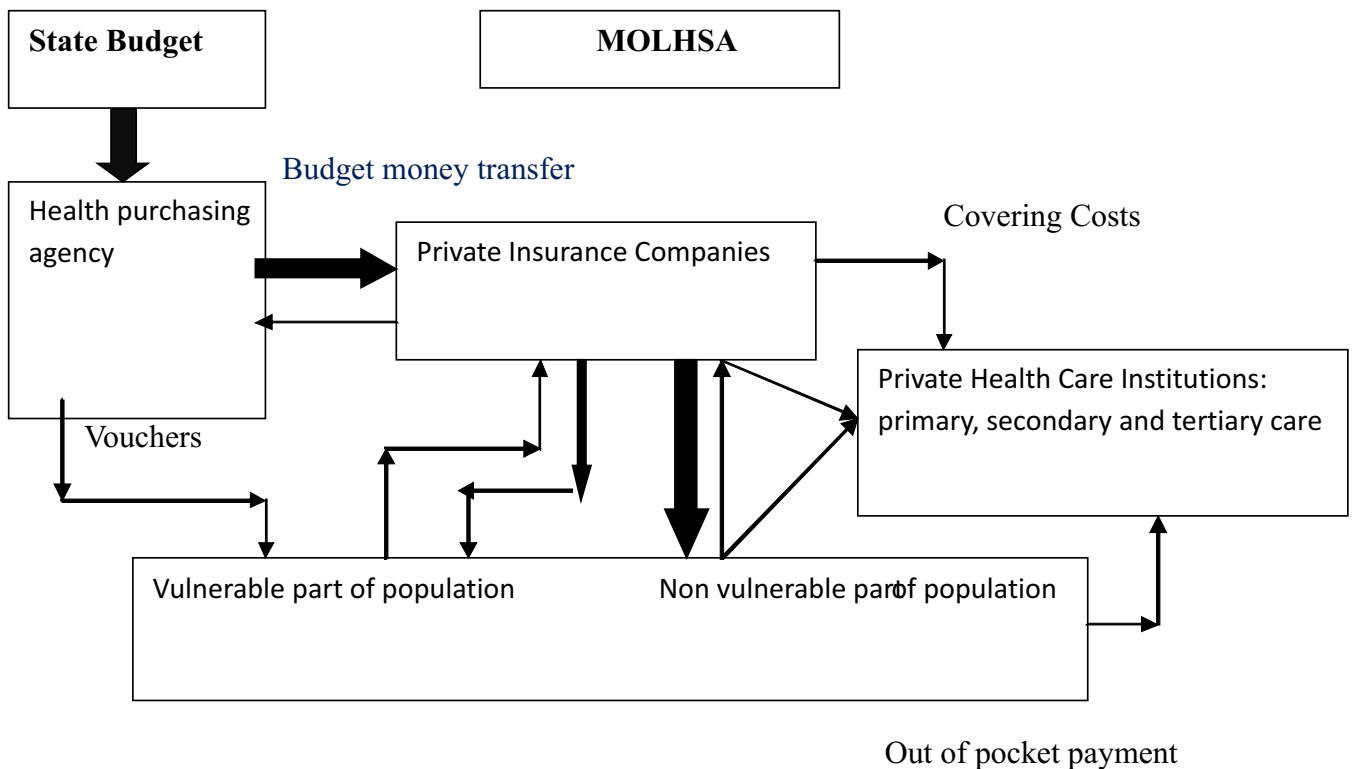 State Budget
MOLHSA
Budget money transfer
Health purchasing
agency
Covering Costs
Private Insurance Companies
Private Health Care Institutions:
primary, secondary and tertiary care
Vouchers
Vulnerable part of population
Non vulnerable part of population
Out of pocket payment